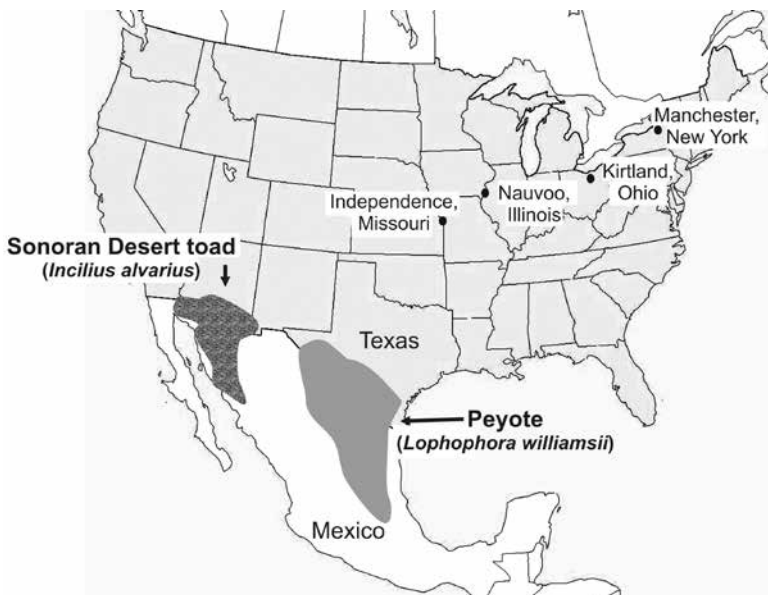 Manchester,
New York
Kirtland,
Ohio
Nauvoo,
Illinois
Independence,
Missouri
Sonoran Desert toad
(Incilius alvarius)
Texas
Peyote
(Lophophora williamsii)
Mexico